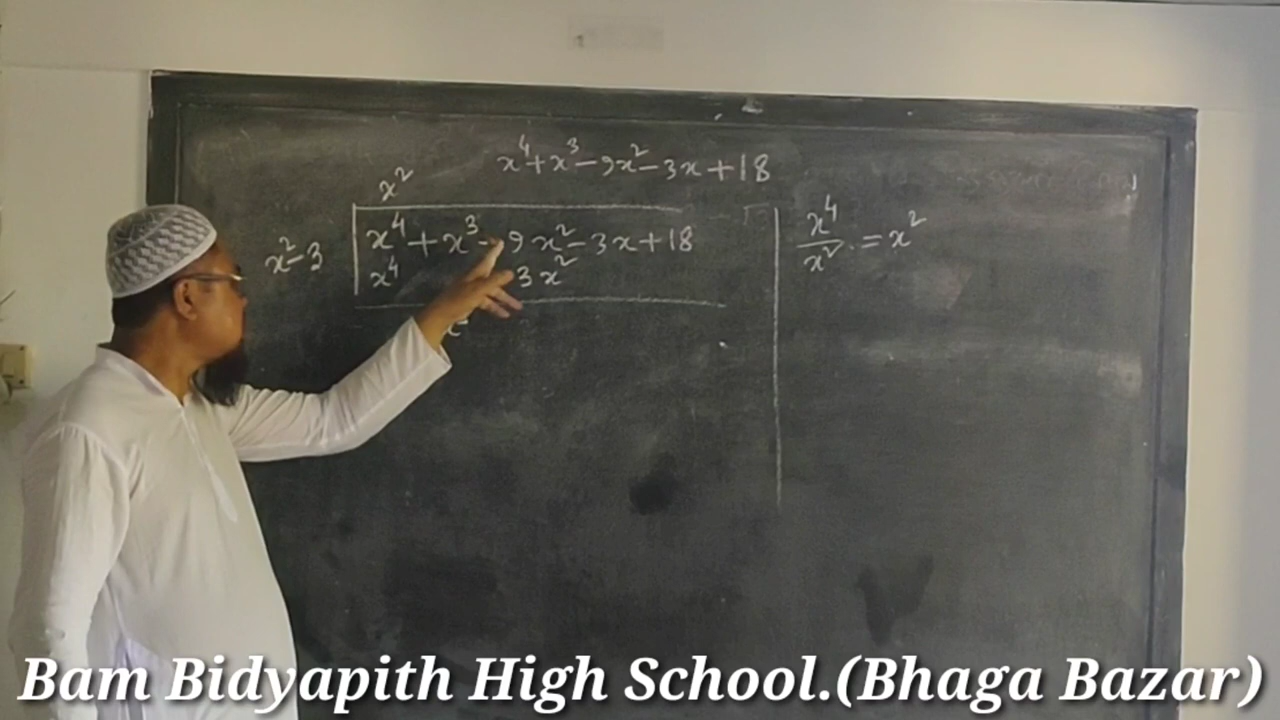 x⁴+x³-9x²-3x+18
x²
x²-3
x⁴+x³-9x²-3x+18
x⁴ 3x²
x⁴/x² = x²
Bam Bidyapith High School.(Bhaga Bazar)